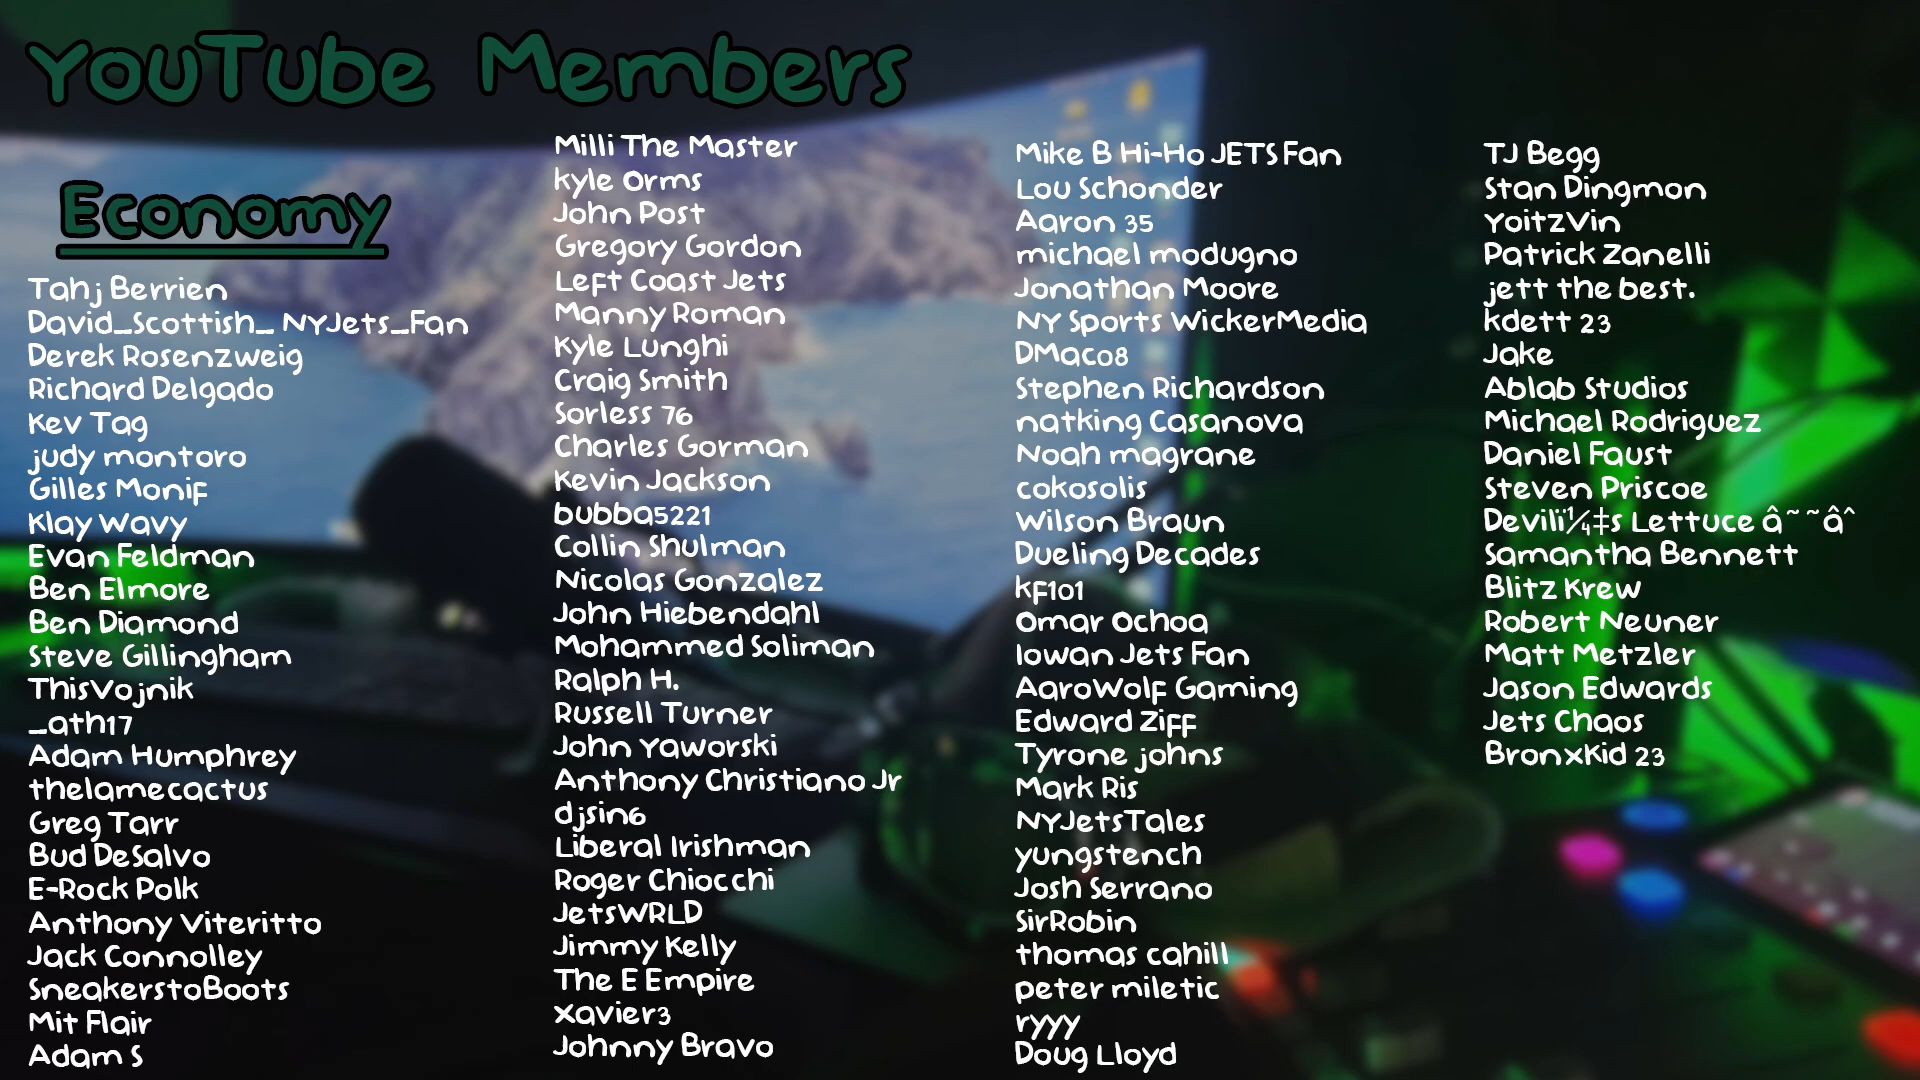 YouTube Members
Economy
Tahj Berrien
David_Scottish_ NYJets_Fan
Derek Rosenzweig
Richard Delgado
Kev Tag
judy montoro
Gilles Monif
Klay Wavy
Evan Feldman
Ben Elmore
Ben Diamond
Steve Gillingham
ThisVojnik
_ath17
Adam Humphrey
thelamecactus
Greg Tarr
Bud DeSalvo
E-Rock Polk
Anthony Viteritto
Jack Connolley
SneakerstoBoots
Mit Flair
Adam S
Milli The Master
kyle Orms
John Post
Gregory Gordon
Left Coast Jets
Manny Roman
Kyle Lunghi
Craig Smith
Sorless 76
Charles Gorman
Kevin Jackson
bubba5221
Collin Shulman
Nicolas Gonzalez
John Hiebendahl
Mohammed Soliman
Ralph H.
Russell Turner
John Yaworski
Anthony Christiano Jr
djsin6
Liberal Irishman
Roger Chiocchi
JetsWRLD
Jimmy Kelly
The E Empire
Xavier3
Johnny Bravo
Mike B Hi-Ho JETS Fan
Lou Schonder
Aaron 35
michael modugno
Jonathan Moore
NY Sports WickerMedia
DMac08
Stephen Richardson
natking Casanova
Noah magrane
cokosolis
Wilson Braun
Dueling Decades
kf101
Omar Ochoa
Iowan Jets Fan
AaroWolf Gaming
Edward Ziff
Tyrone johns
Mark Ris
NYJetsTales
yungstench
Josh Serrano
SirRobin
thomas cahill
peter miletic
ryyy
Doug Lloyd
TJ Begg
Stan Dingmon
YoitzVin
Patrick Zanelli
jett the best.
kdett 23
Jake
Ablab Studios
Michael Rodriguez
Daniel Faust
Steven Priscoe
Devilï¼‡s Lettuce â˜˜âˆ
Samantha Bennett
Blitz Krew
Robert Neuner
Matt Metzler
Jason Edwards
Jets Chaos
BronxKid 23